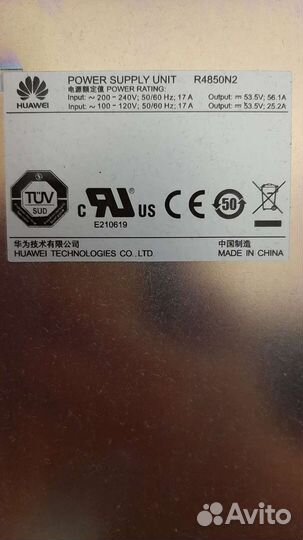 POWER SUPPLY UNIT R4850N2
电源额定值 POWER RATING:
Input: ~ 200-240V; 50/60 Hz; 17 A Output: ⎓ 53.5V; 56.1A
Input: ~ 100-120V; 50/60 Hz; 17 A Output: ⎓ 53.5V; 25.2A
HUAWEI
TÜV
SÜD
C UR US
CE
50
E210619
华为技术有限公司 中国制造
HUAWEI TECHNOLOGIES CO., LTD. MADE IN CHINA
Avito